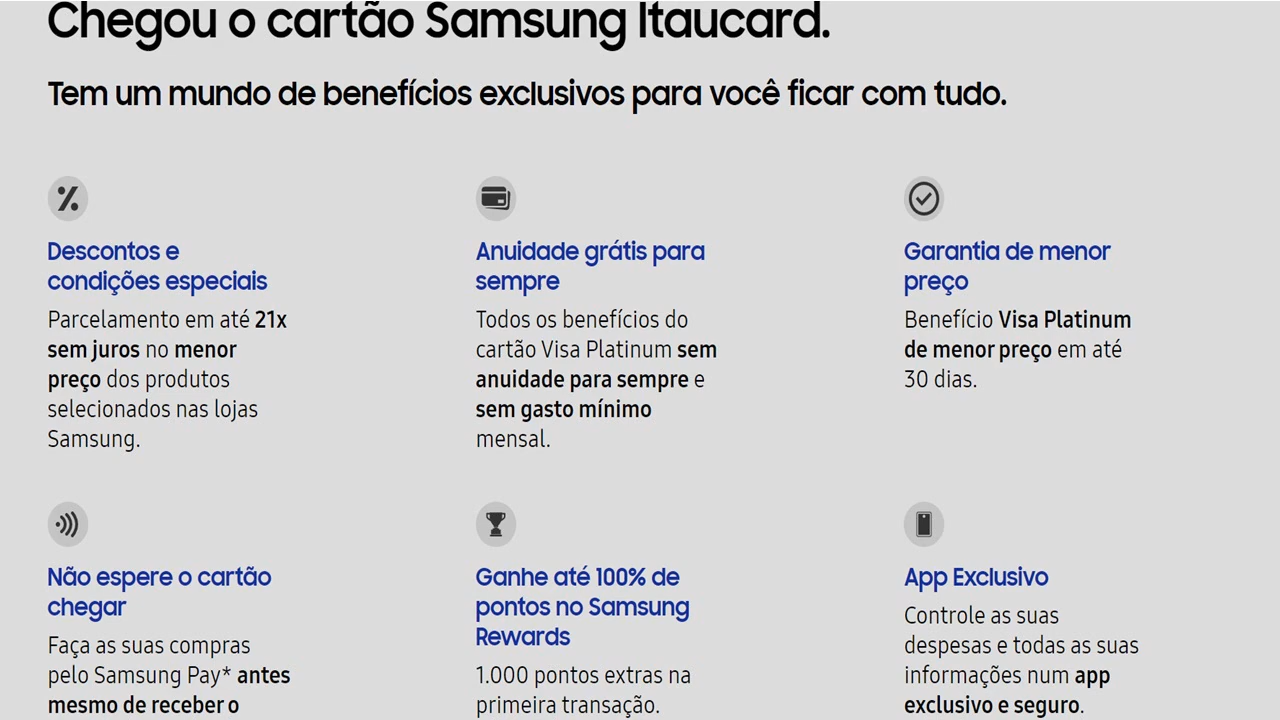 Chegou o cartão Samsung Itaucard.
Tem um mundo de benefícios exclusivos para você ficar com tudo.
Descontos e
condições especiais
Parcelamento em até 21x
sem juros no menor
preço dos produtos
selecionados nas lojas
Samsung.
Anuidade grátis para
sempre
Todos os benefícios do
cartão Visa Platinum sem
anuidade para sempre e
sem gasto mínimo
mensal.
Garantia de menor
preço
Benefício Visa Platinum
de menor preço em até
30 dias.
Não espere o cartão
chegar
Faça as suas compras
pelo Samsung Pay* antes
mesmo de receber o
Ganhe até 100% de
pontos no Samsung
Rewards
1.000 pontos extras na
primeira transação.
App Exclusivo
Controle as suas
despesas e todas as suas
informações num app
exclusivo e seguro.